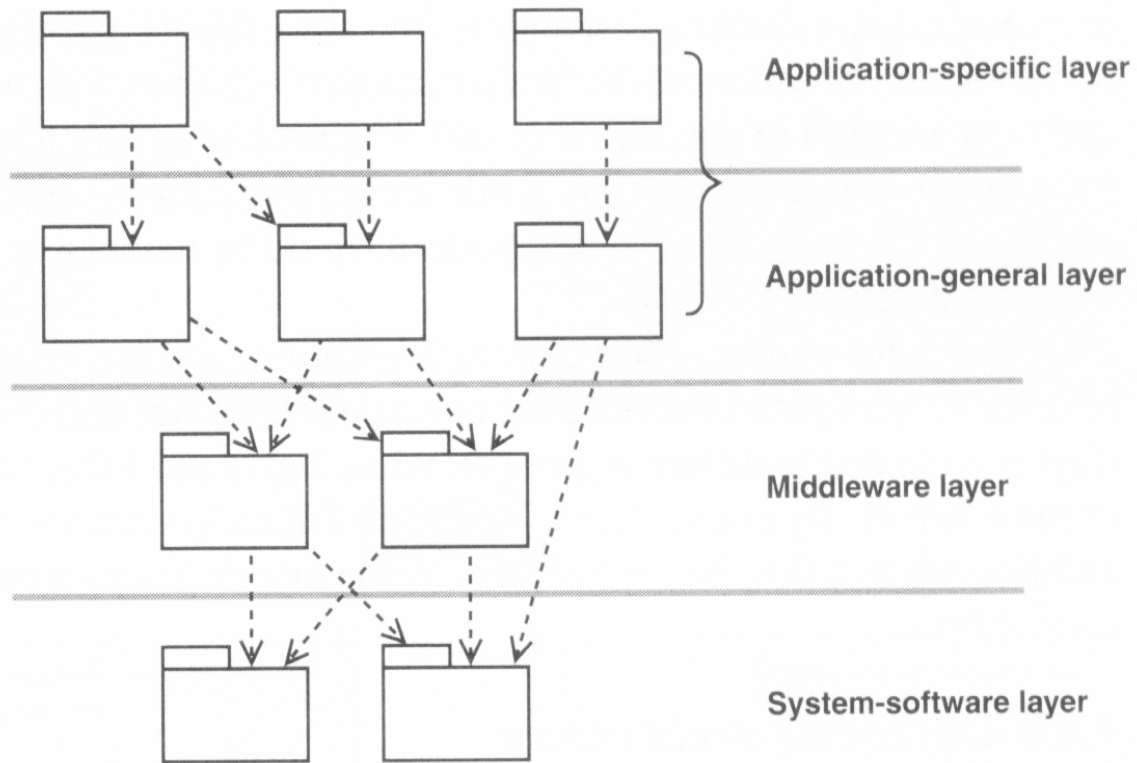 Application-specific layer
Application-general layer
Middleware layer
System-software layer